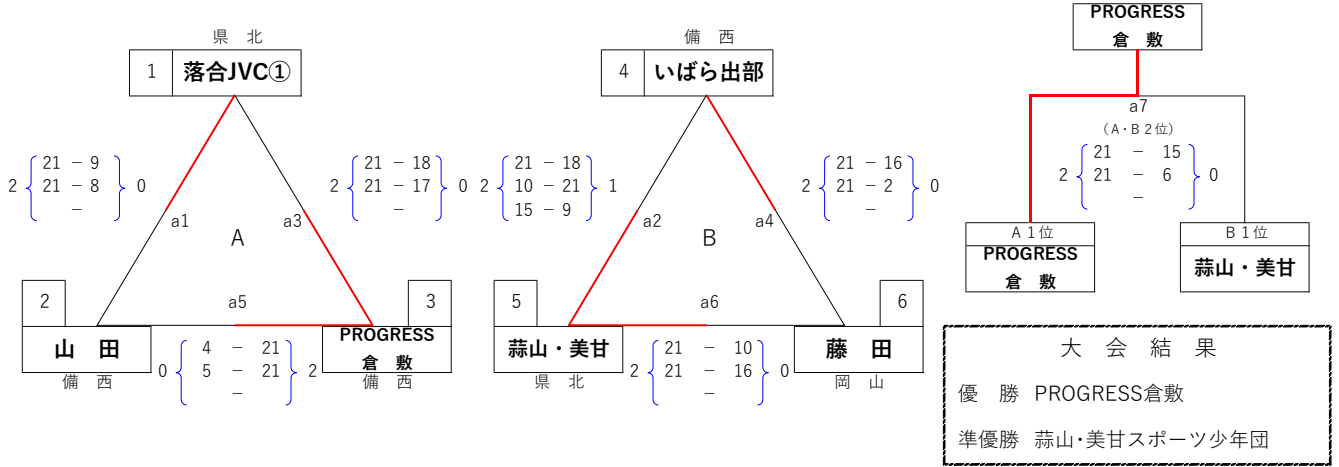 県 北
1 落合JVC①
21 － 9
2 21 － 8 0
－
a1
21 － 18
2 21 － 17 0
－
a3
A
2
山 田
備 西
a5
3
PROGRESS
倉 敷
備 西
4 － 21
0 5 － 21 2
－
備 西
4 いばら出部
21 － 18
2 10 － 21 1
15 － 9
a2
21 － 16
2 21 － 2 0
－
a4
B
5
蒜山・美甘
県 北
a6
6
藤 田
岡 山
21 － 10
2 21 － 16 0
－
PROGRESS
倉 敷
a7
（A・B 2位）
21 － 15
2 21 － 6 0
－
A 1位
PROGRESS
倉 敷
B 1位
蒜山・美甘
大 会 結 果
優 勝 PROGRESS倉敷
準優勝 蒜山・美甘スポーツ少年団